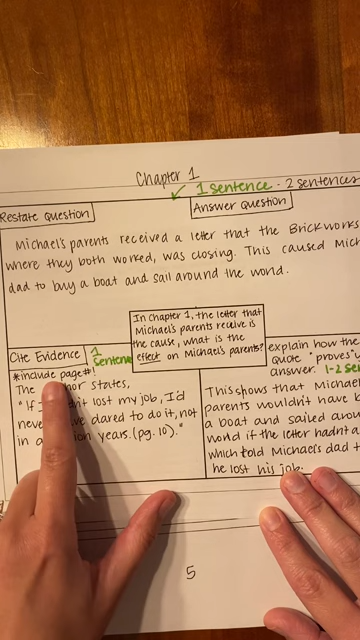 Chapter 1
✓ 1 sentence - 2 sentences
Restate Question
Answer Question
Michael's parents received a letter that the Brickworks
where they both worked, was closing. This caused
dad to buy a boat and sail around the world.
In chapter 1, the letter that
Michael's parents receive is
the cause, what is the
effect on Michael's parents?
Cite Evidence
1
sentence
*include page#!
The states,
"If I lost my job, I'd
dared to do it, not
in years. (pg. 10)."
explain how the
quote "proves"
answer. 1-2
This shows that
parents wouldn't have
a boat and sailed
world if the letter hadn't
which told Michael's dad
he lost his job.
5